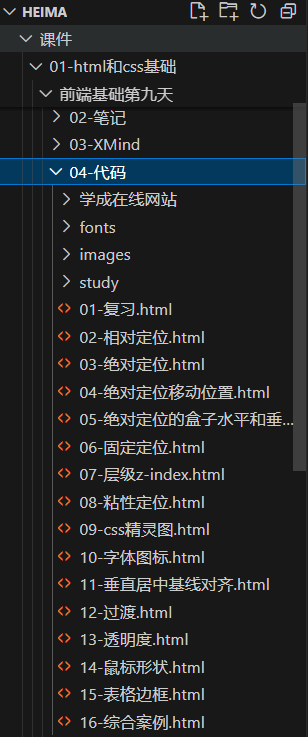 HEIMA
课件
01-html和css基础
前端基础第九天
02-笔记
03-XMind
04-代码
学成在线网站
fonts
images
study
01-复习.html
02-相对定位.html
03-绝对定位.html
04-绝对定位移动位置.html
05-绝对定位的盒子水平和垂...
06-固定定位.html
07-层级z-index.html
08-粘性定位.html
09-css精灵图.html
10-字体图标.html
11-垂直居中基线对齐.html
12-过渡.html
13-透明度.html
14-鼠标形状.html
15-表格边框.html
16-综合案例.html